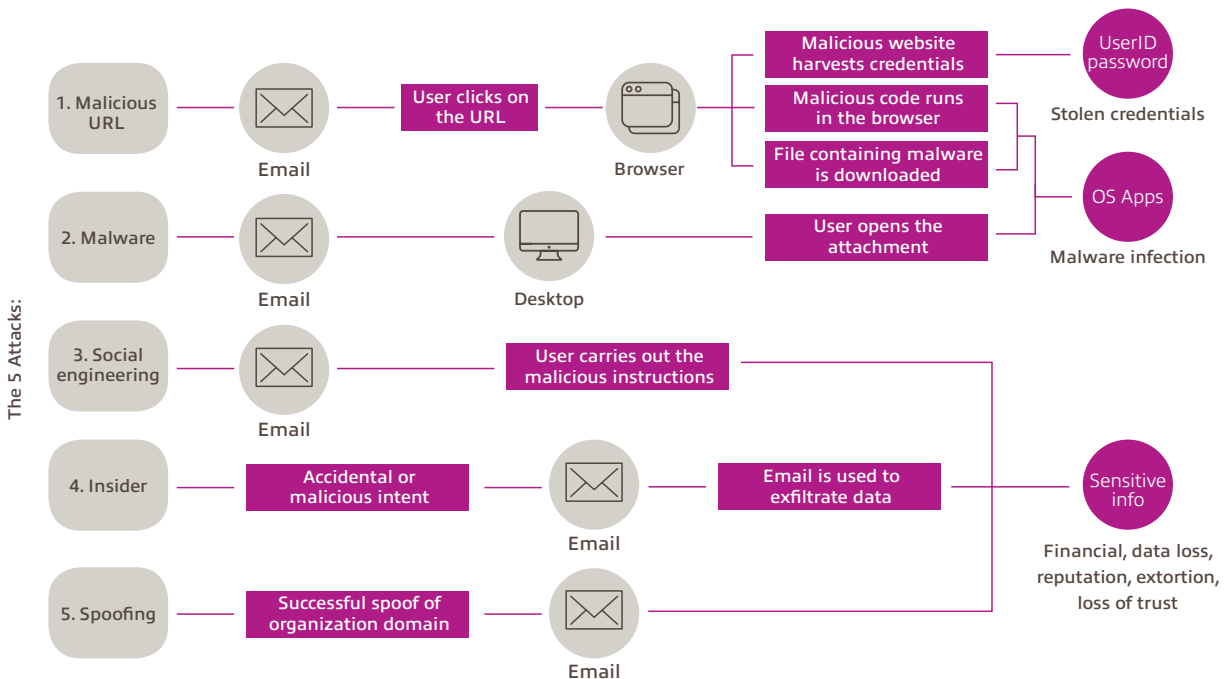 The 5 Attacks:
1. Malicious
URL
Email
User clicks on
the URL
Browser
Malicious website
harvests credentials
Malicious code runs
in the browser
File containing malware
is downloaded
UserID
password
Stolen credentials
2. Malware
Email
Desktop
User opens the
attachment
OS Apps
Malware infection
3. Social
engineering
Email
User carries out the
malicious instructions
4. Insider
Accidental or
malicious intent
Email
Email is used to
exfiltrate data
Sensitive
info
Financial, data loss,
reputation, extortion,
loss of trust
5. Spoofing
Successful spoof of
organization domain
Email